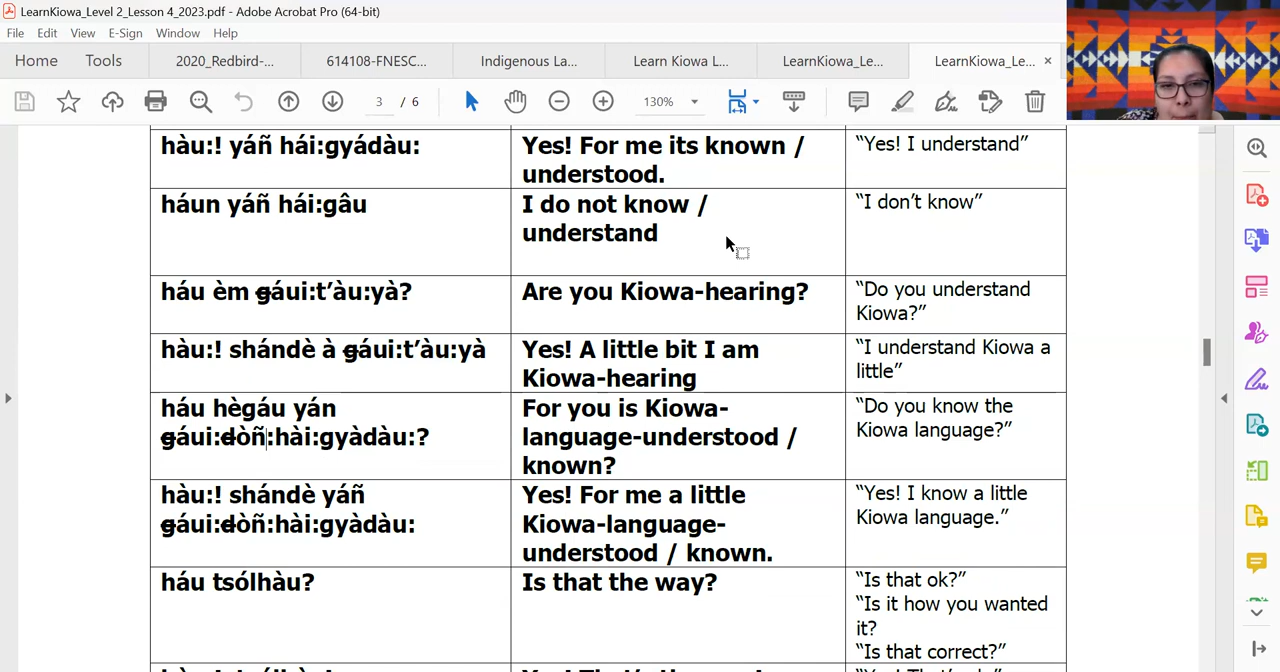 LearnKiowa_Level 2_Lesson 4_2023.pdf - Adobe Acrobat Pro (64-bit)
File Edit View E-Sign Window Help
Home Tools 2020_Redbird-... 614108-FNESC... Indigenous La... Learn Kiowa L... LearnKiowa_Le... LearnKiowa_Le... ×
3 / 6 130%
hàu:! yáñ hái:gyádàu: Yes! For me its known / “Yes! I understand”
understood.
háun yáñ hái:gâu I do not know / “I don’t know”
understand
háu èm g̶áui:t’àu:yà? Are you Kiowa-hearing? “Do you understand
Kiowa?”
hàu:! shándè à g̶áui:t’àu:yà Yes! A little bit I am “I understand Kiowa a
Kiowa-hearing little”
háu hègáu yán For you is Kiowa- “Do you know the
g̶áui:d̶òñ:hài:gyàdàu:? language-understood / Kiowa language?”
known?
hàu:! shándè yáñ Yes! For me a little “Yes! I know a little
g̶áui:d̶òñ:hài:gyàdàu: Kiowa-language- Kiowa language.”
understood / known.
háu tsólhàu? Is that the way? “Is that ok?”
“Is it how you wanted
it?
“Is that correct?”